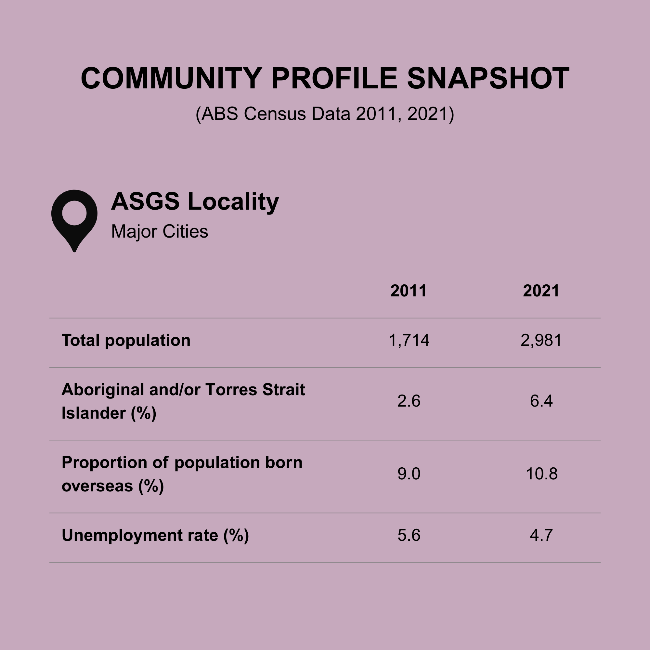 COMMUNITY PROFILE SNAPSHOT
(ABS Census Data 2011, 2021)
ASGS Locality
Major Cities
2011 2021
Total population 1,714 2,981
Aboriginal and/or Torres Strait
Islander (%) 2.6 6.4
Proportion of population born
overseas (%) 9.0 10.8
Unemployment rate (%) 5.6 4.7